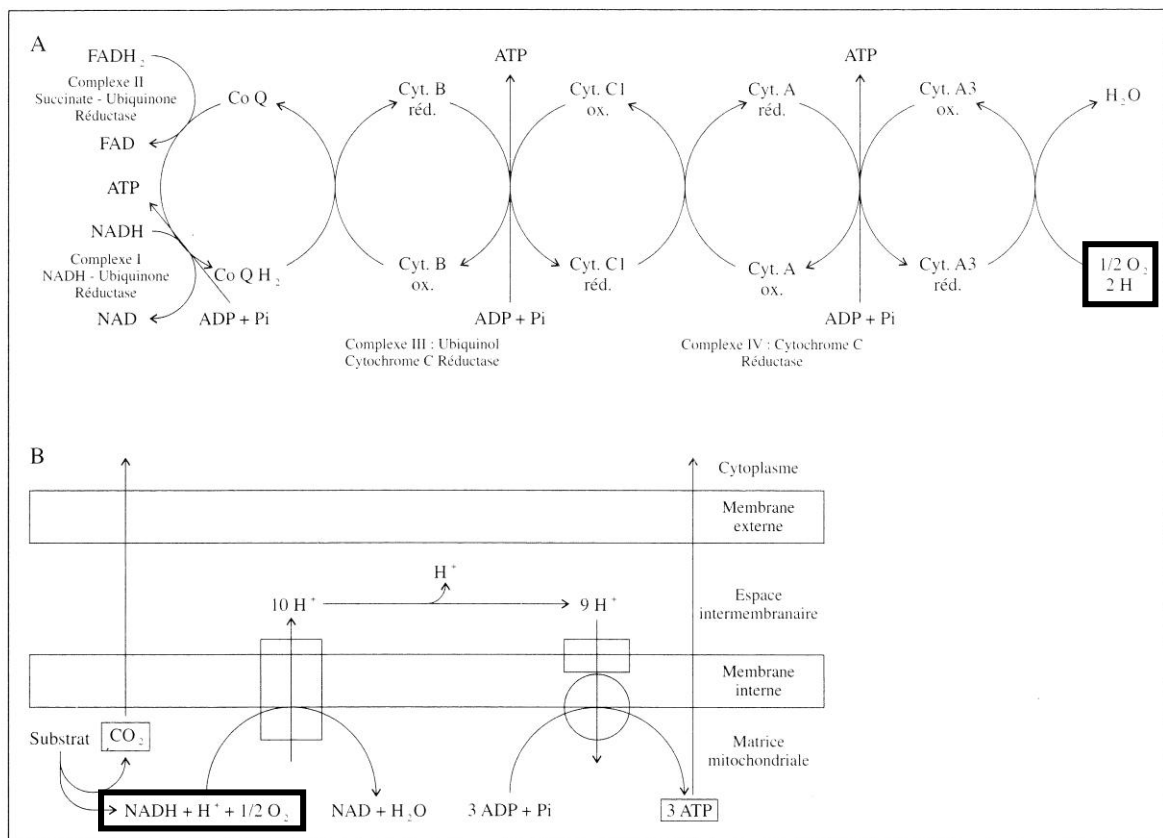 A
FADH₂
Complexe II
Succinate - Ubiquinone
Réductase
FAD
ATP
NADH
Complexe I
NADH - Ubiquinone
Réductase
NAD
Co Q
Co Q H₂
ADP + Pi
Cyt. B
réd.
Cyt. B
ox.
ATP
ADP + Pi
Complexe III : Ubiquinol
Cytochrome C Réductase
Cyt. C1
ox.
Cyt. C1
réd.
Cyt. A
réd.
Cyt. A
ox.
ATP
ADP + Pi
Complexe IV : Cytochrome C
Réductase
Cyt. A3
ox.
Cyt. A3
réd.
H₂O
1/2 O₂
2 H
B
Cytoplasme
Membrane
externe
H⁺
10 H⁺
9 H⁺
Espace
intermembranaire
Membrane
interne
Substrat
CO₂
Matrice
mitochondriale
NADH + H⁺ + 1/2 O₂
NAD + H₂O
3 ADP + Pi
3 ATP